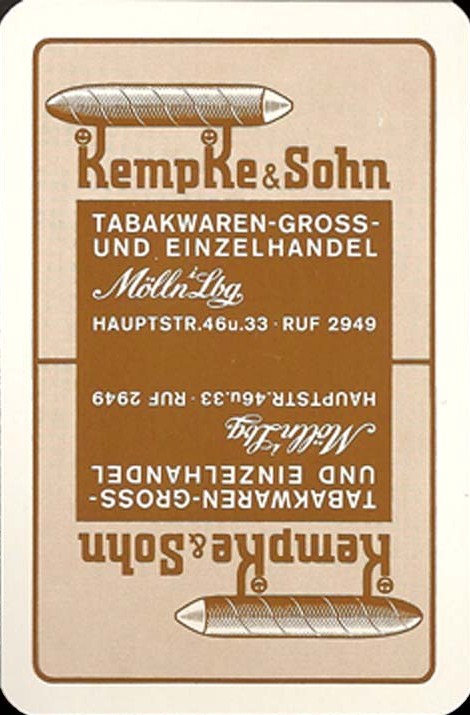 KempKe & Sohn
TABAKWAREN-GROSS-
UND EINZELHANDEL
Mölln i. Lbg.
HAUPTSTR. 46u.33 · RUF 2949
HAUPTSTR. 46u.33 · RUF 2949
Mölln i. Lbg.
UND EINZELHANDEL
TABAKWAREN-GROSS-
KempKe & Sohn